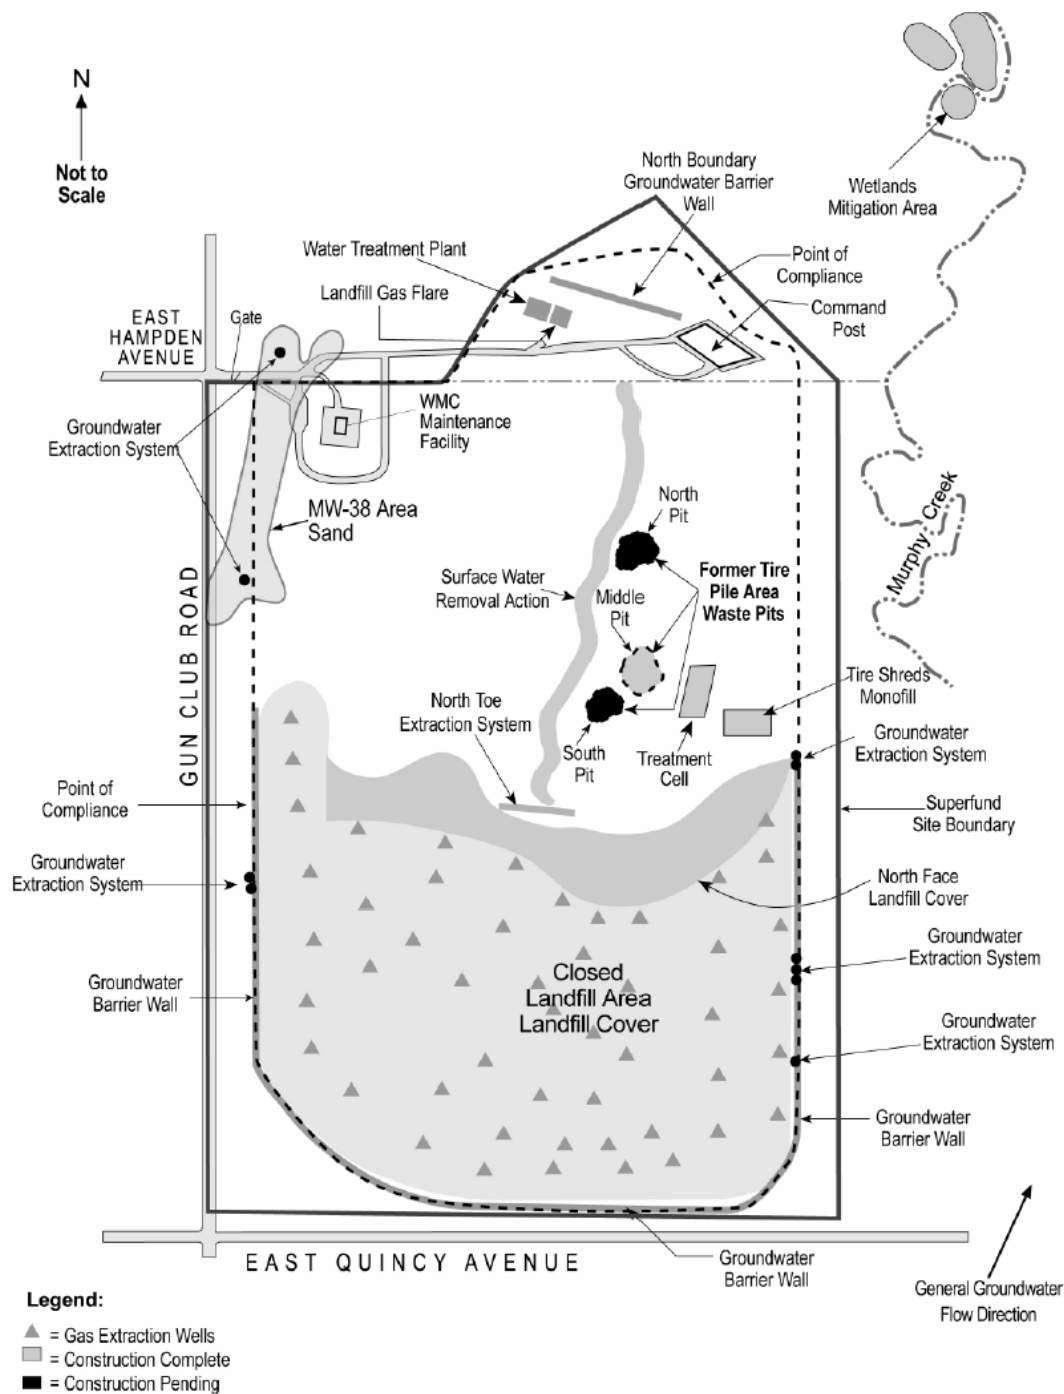 N
Not to
Scale
North Boundary
Groundwater Barrier
Wall
Wetlands
Mitigation Area
Water Treatment Plant
Point of
Compliance
Landfill Gas Flare
Command
Post
EAST
HAMPDEN
AVENUE
Gate
WMC
Maintenance
Facility
Groundwater
Extraction System
MW-38 Area
Sand
North
Pit
Murphy Creek
Surface Water
Removal Action
Former Tire
Pile Area
Waste Pits
Middle
Pit
GUN CLUB ROAD
North Toe
Extraction System
South
Pit
Treatment
Cell
Tire Shreds
Monofill
Groundwater
Extraction System
Point of
Compliance
Superfund
Site Boundary
Groundwater
Extraction System
North Face
Landfill Cover
Groundwater
Extraction System
Closed
Landfill Area
Landfill Cover
Groundwater
Barrier Wall
Groundwater
Extraction System
Groundwater
Barrier Wall
EAST QUINCY AVENUE
Groundwater
Barrier Wall
General Groundwater
Flow Direction
Legend:
= Gas Extraction Wells
= Construction Complete
= Construction Pending